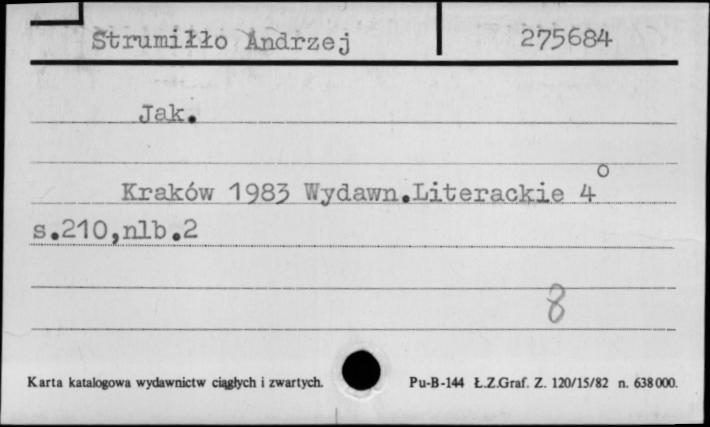 Strumiłło Andrzej 275684
Jak.
Kraków 1983 Wydawn.Literackie 4°
s.210,nlb.2
8
Karta katalogowa wydawnictw ciągłych i zwartych. Pu-B-144 Ł.Z.Graf. Z. 120/15/82 n. 638000.